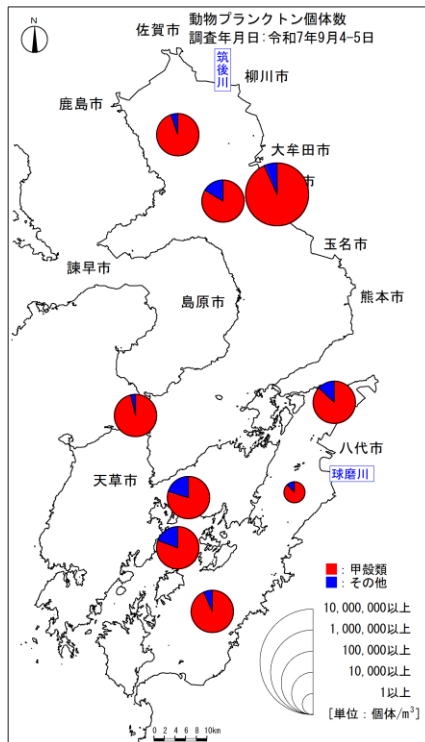 動物プランクトン個体数
調査年月日:令和7年9月4-5日
N
佐賀市
筑後川
柳川市
鹿島市
大牟田市
市
玉名市
諫早市
熊本市
島原市
八代市
球磨川
天草市
:甲殻類
:その他
10,000,000以上
1,000,000以上
100,000以上
10,000以上
1以上
[単位:個体/m³]
0 2 4 6 8 10km